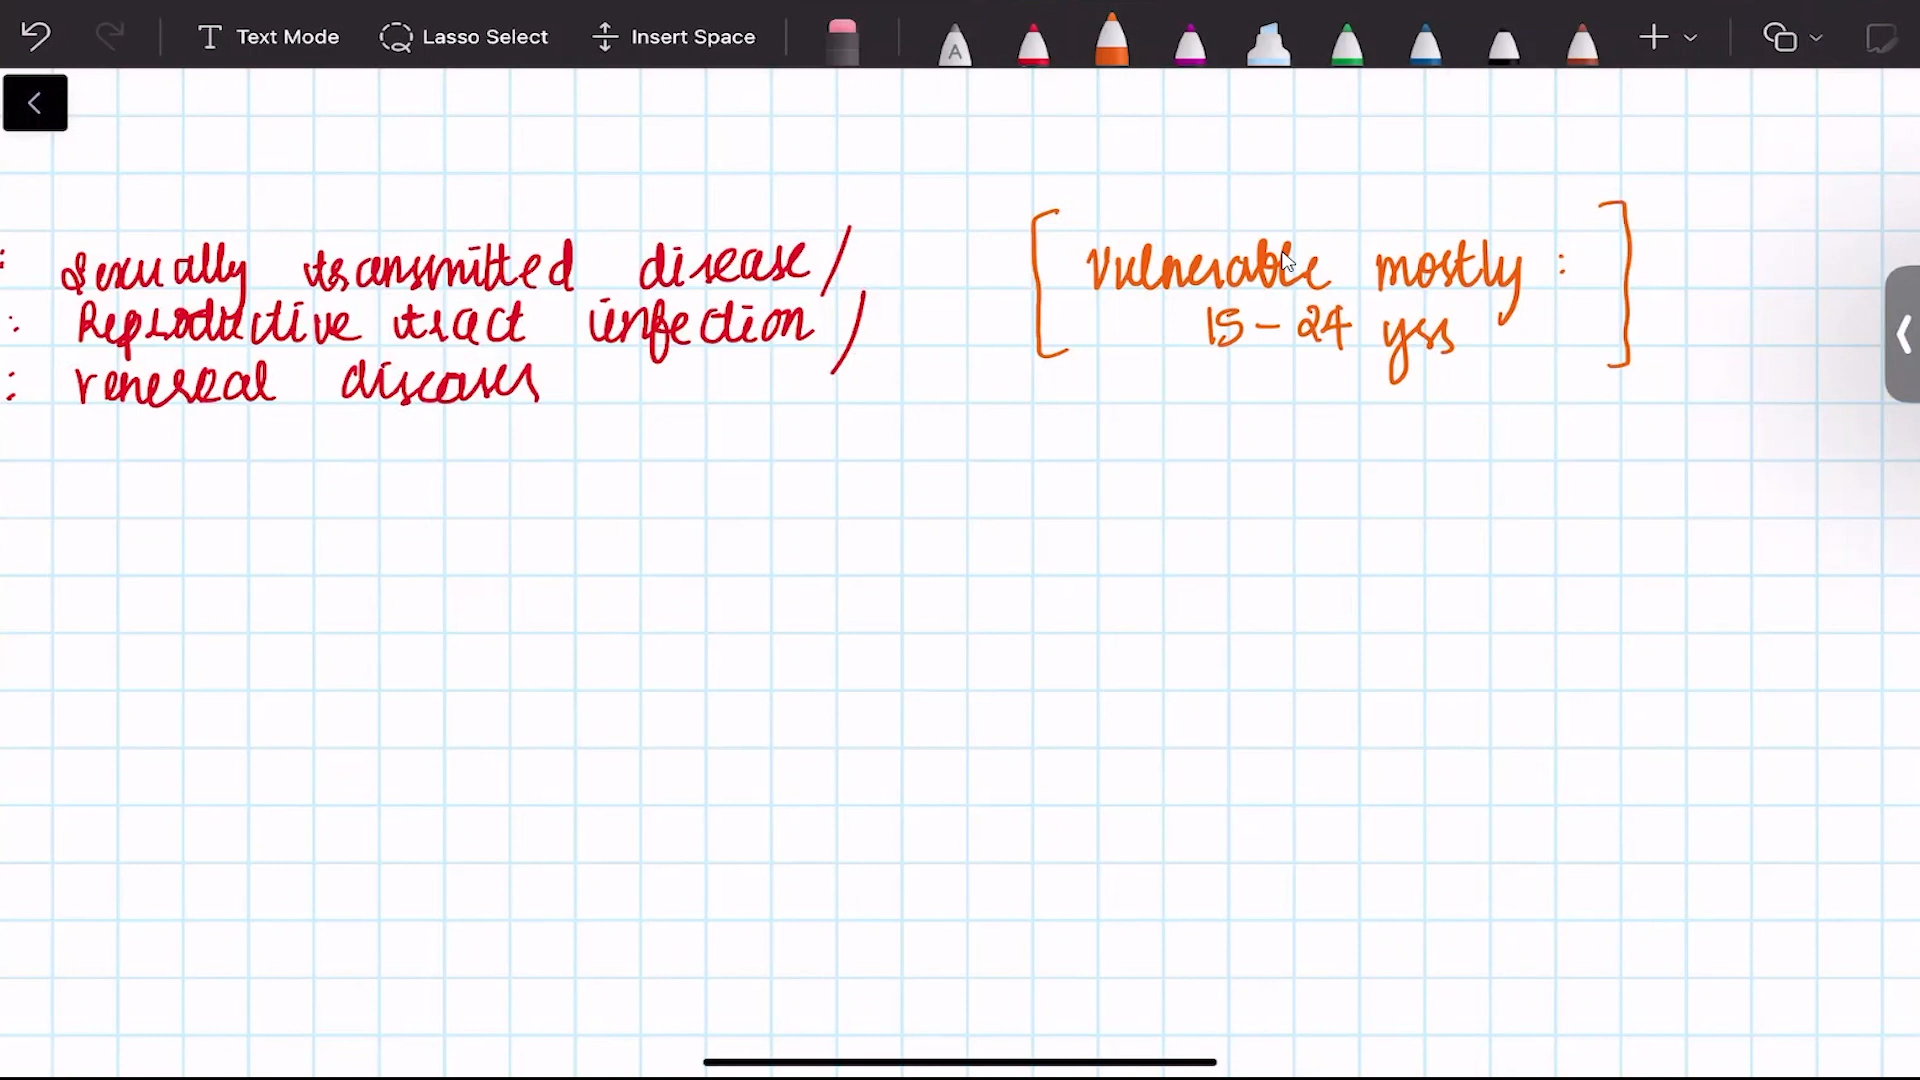 Text Mode
Lasso Select
Insert Space
A
: Sexually transmitted disease/
: Reproductive tract infection /
: venereal diseases
[ Vulnerable mostly : ]
15 - 24 yrs